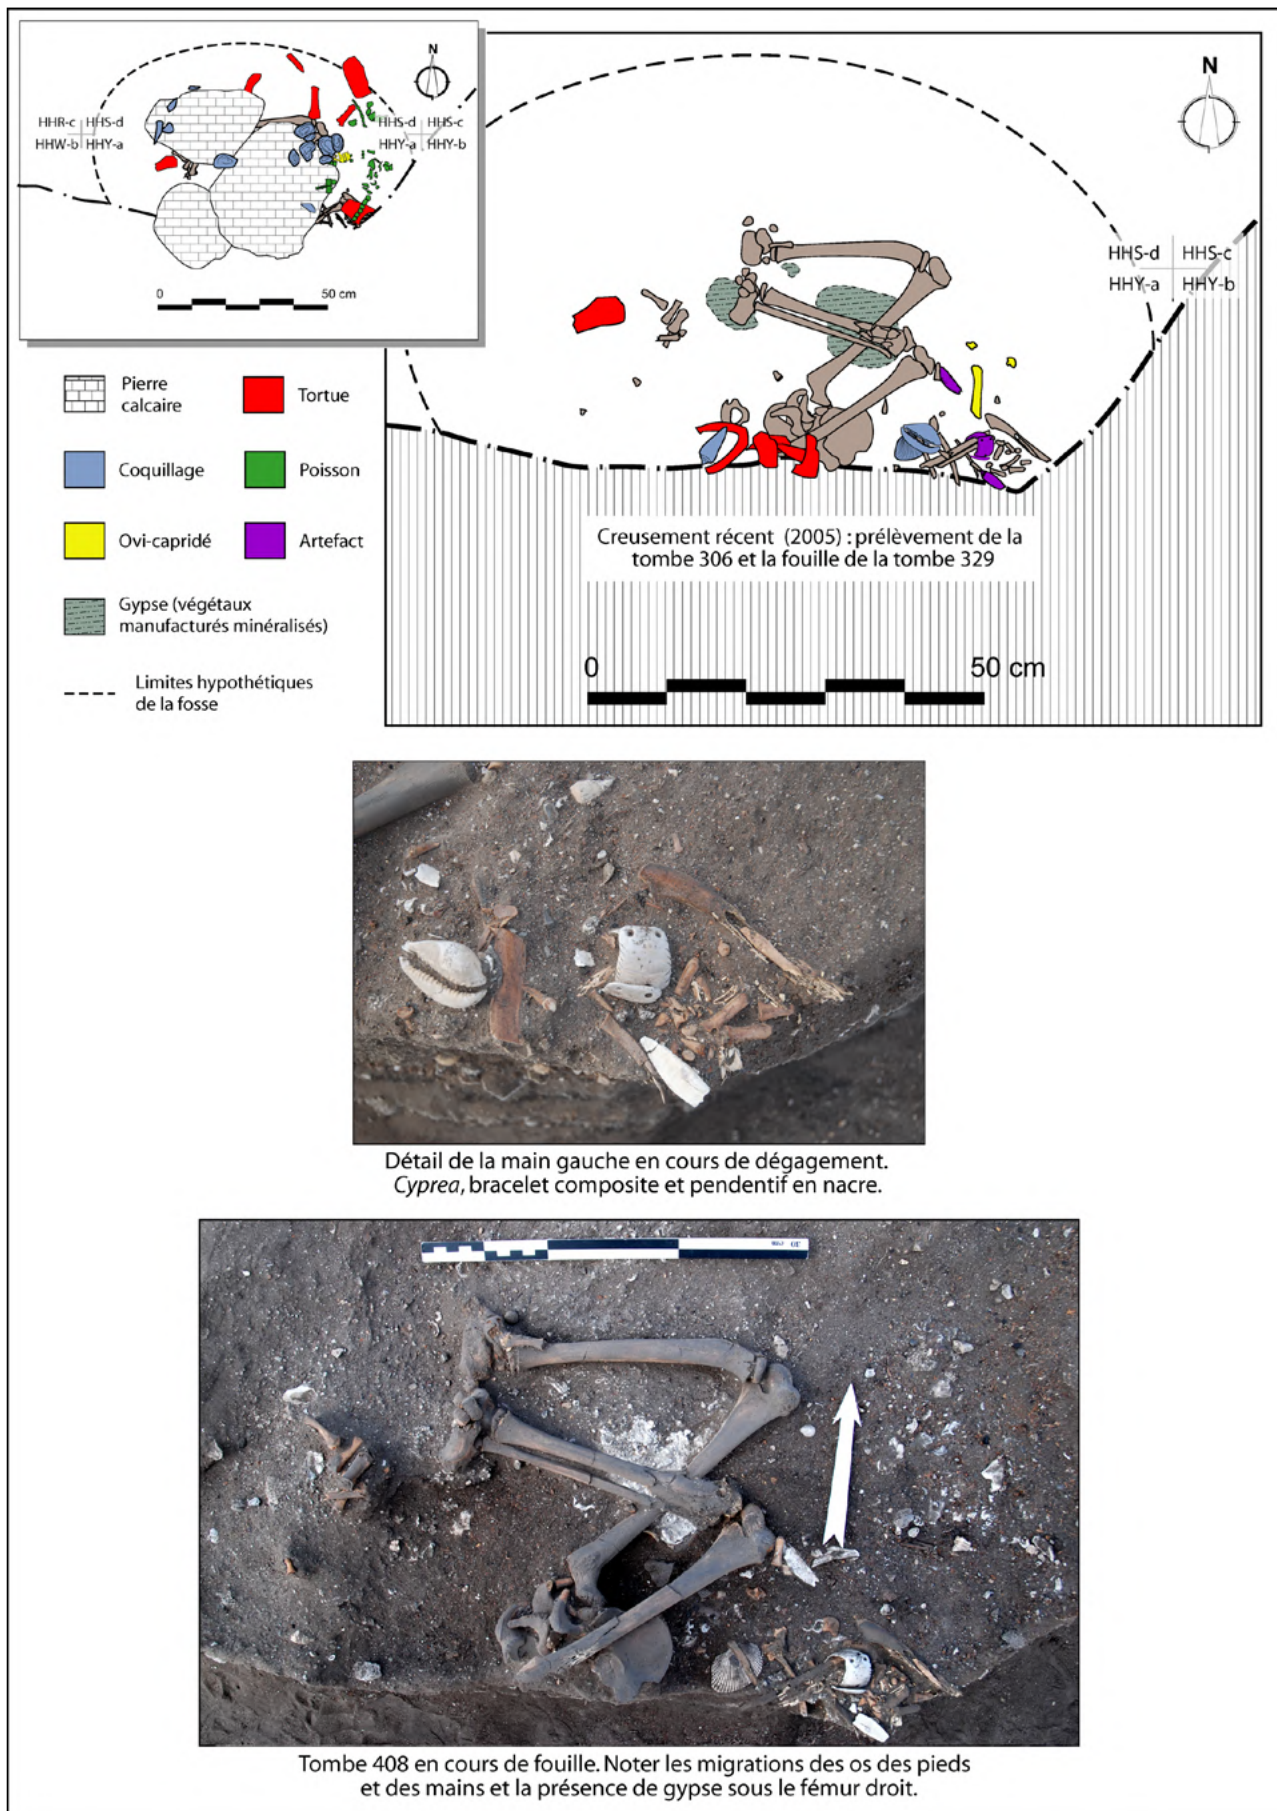 N
HHR-c HHS-d
HHW-b HHY-a
HHS-d HHS-c
HHY-a HHY-b
0 50 cm
N
HHS-d HHS-c
HHY-a HHY-b
Pierre
calcaire
Tortue
Coquillage
Poisson
Ovi-capridé
Artefact
Gypse (végétaux
manufacturés minéralisés)
Limites hypothétiques
de la fosse
Creusement récent (2005) : prélèvement de la
tombe 306 et la fouille de la tombe 329
0 50 cm
Détail de la main gauche en cours de dégagement.
Cyprea, bracelet composite et pendentif en nacre.
Tombe 408 en cours de fouille. Noter les migrations des os des pieds
et des mains et la présence de gypse sous le fémur droit.